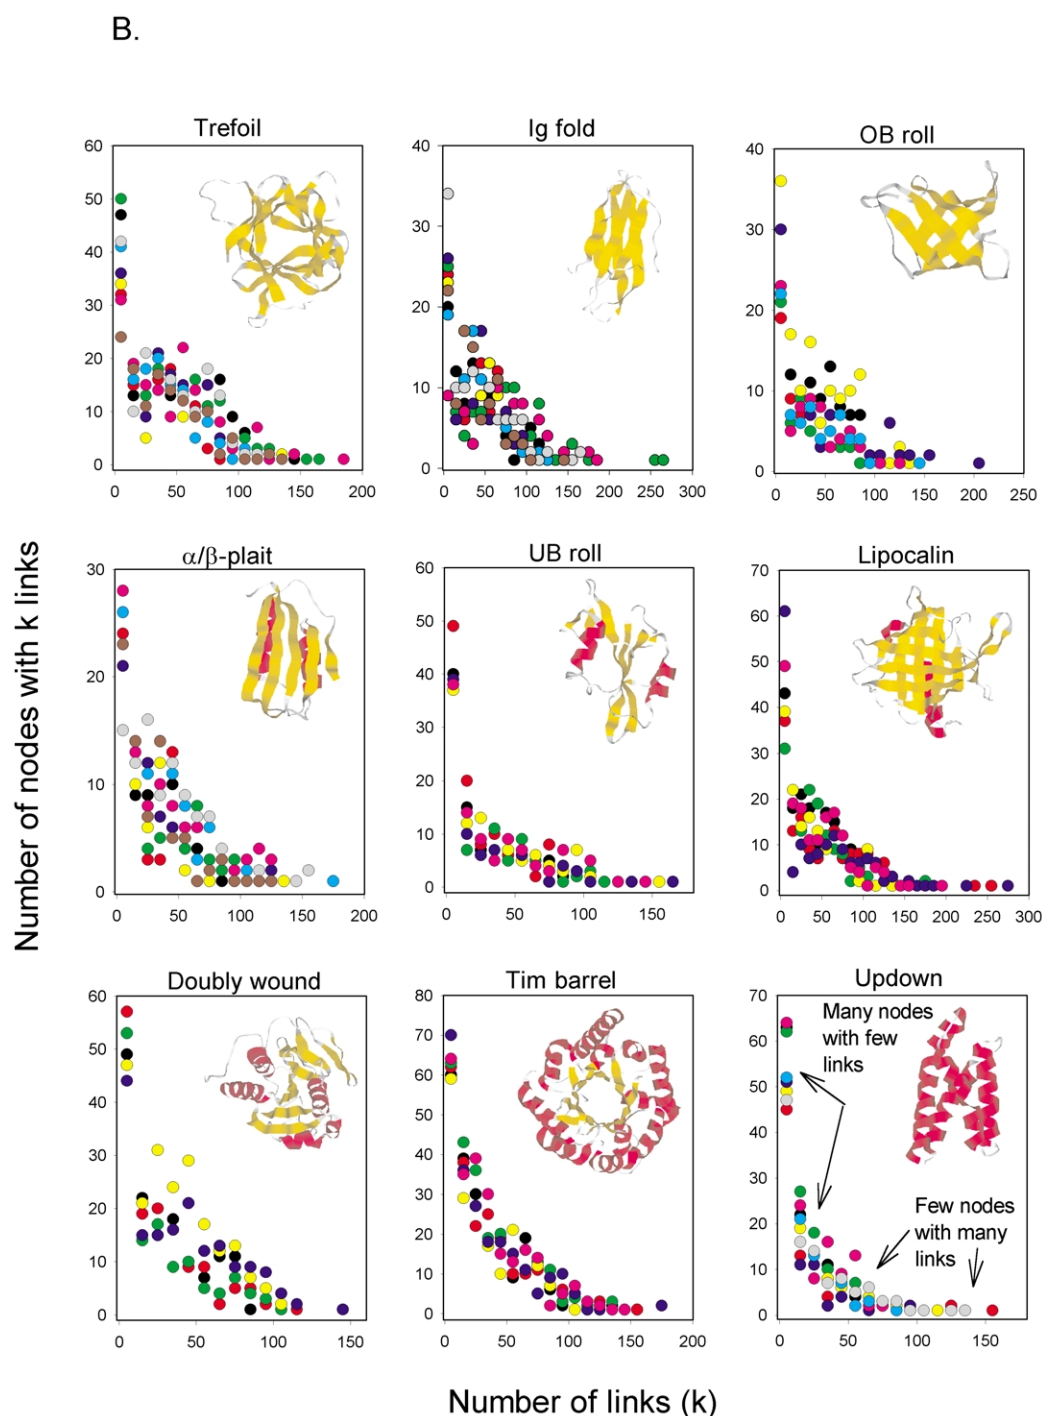 B.
Trefoil
Ig fold
OB roll
60
50
40
30
20
10
0
0 50 100 150 200
40
30
20
10
0
0 50 100 150 200 250 300
40
30
20
10
0
0 50 100 150 200 250
α/β-plait
UB roll
Lipocalin
30
20
10
0
0 50 100 150 200
60
50
40
30
20
10
0
0 50 100 150
70
60
50
40
30
20
10
0
0 50 100 150 200 250 300
Doubly wound
Tim barrel
Updown
60
50
40
30
20
10
0
0 50 100 150 200
80
70
60
50
40
30
20
10
0
0 50 100 150 200
70
60
50
40
30
20
10
0
0 50 100 150
Many nodes
with few
links
Few nodes
with many
links
Number of nodes with k links
Number of links (k)